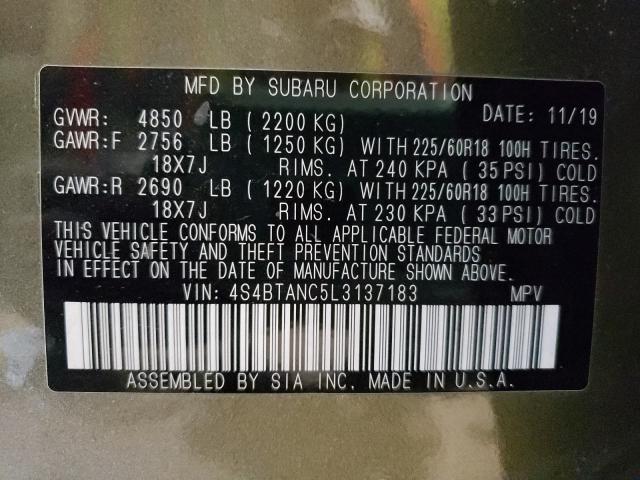 MFD BY SUBARU CORPORATION
DATE: 11/19
GVWR: 4850 LB ( 2200 KG)
GAWR:F 2756 LB ( 1250 KG) WITH 225/60R18 100H TIRES.
18X7J RIMS. AT 240 KPA ( 35 PSI) COLD
GAWR:R 2690 LB ( 1220 KG) WITH 225/60R18 100H TIRES.
18X7J RIMS. AT 230 KPA ( 33 PSI) COLD
THIS VEHICLE CONFORMS TO ALL APPLICABLE FEDERAL MOTOR
VEHICLE SAFETY AND THEFT PREVENTION STANDARDS
IN EFFECT ON THE DATE OF MANUFACTURE SHOWN ABOVE.
VIN: 4S4BTANC5L3137183 MPV
ASSEMBLED BY SIA INC. MADE IN U.S.A.